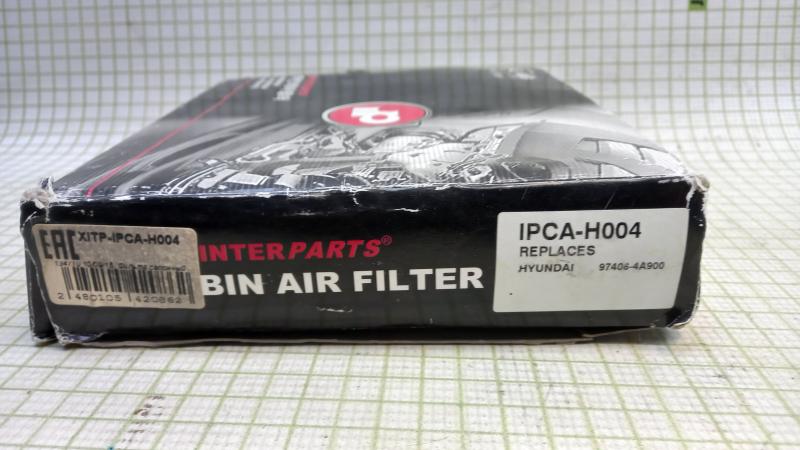 EAC XITP-IPCA-H004
2 480105 420862
INTERPARTS®
BIN AIR FILTER
IPCA-H004
REPLACES
HYUNDAI 97406-4A900